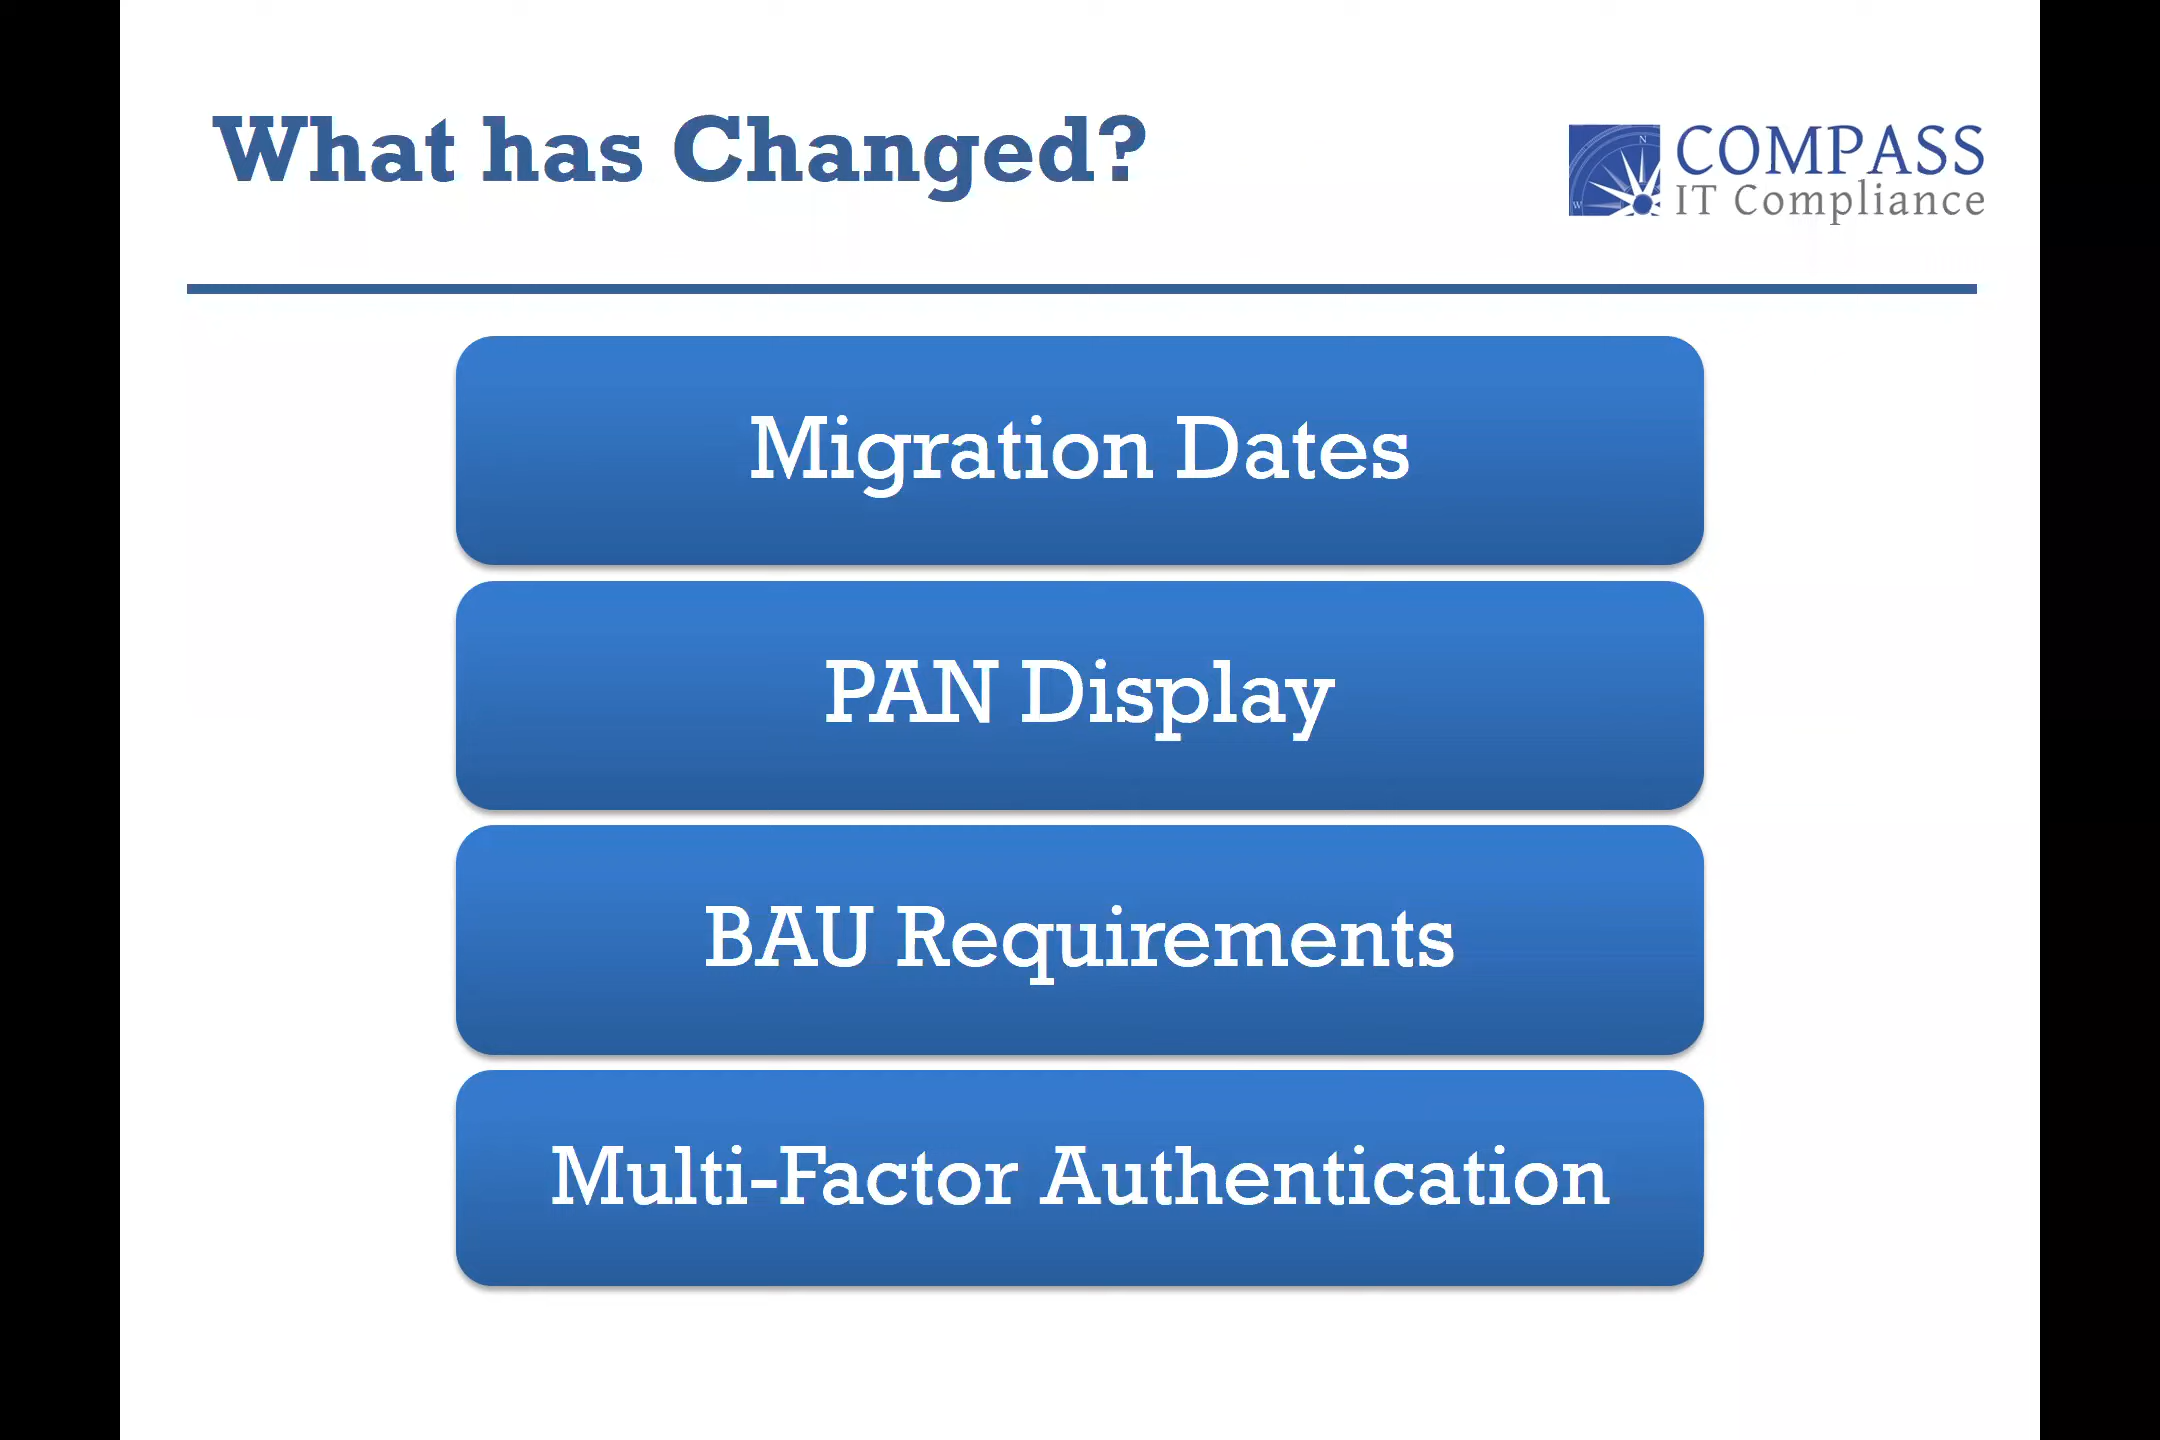 What has Changed?
N
W
COMPASS
IT Compliance
Migration Dates
PAN Display
BAU Requirements
Multi-Factor Authentication